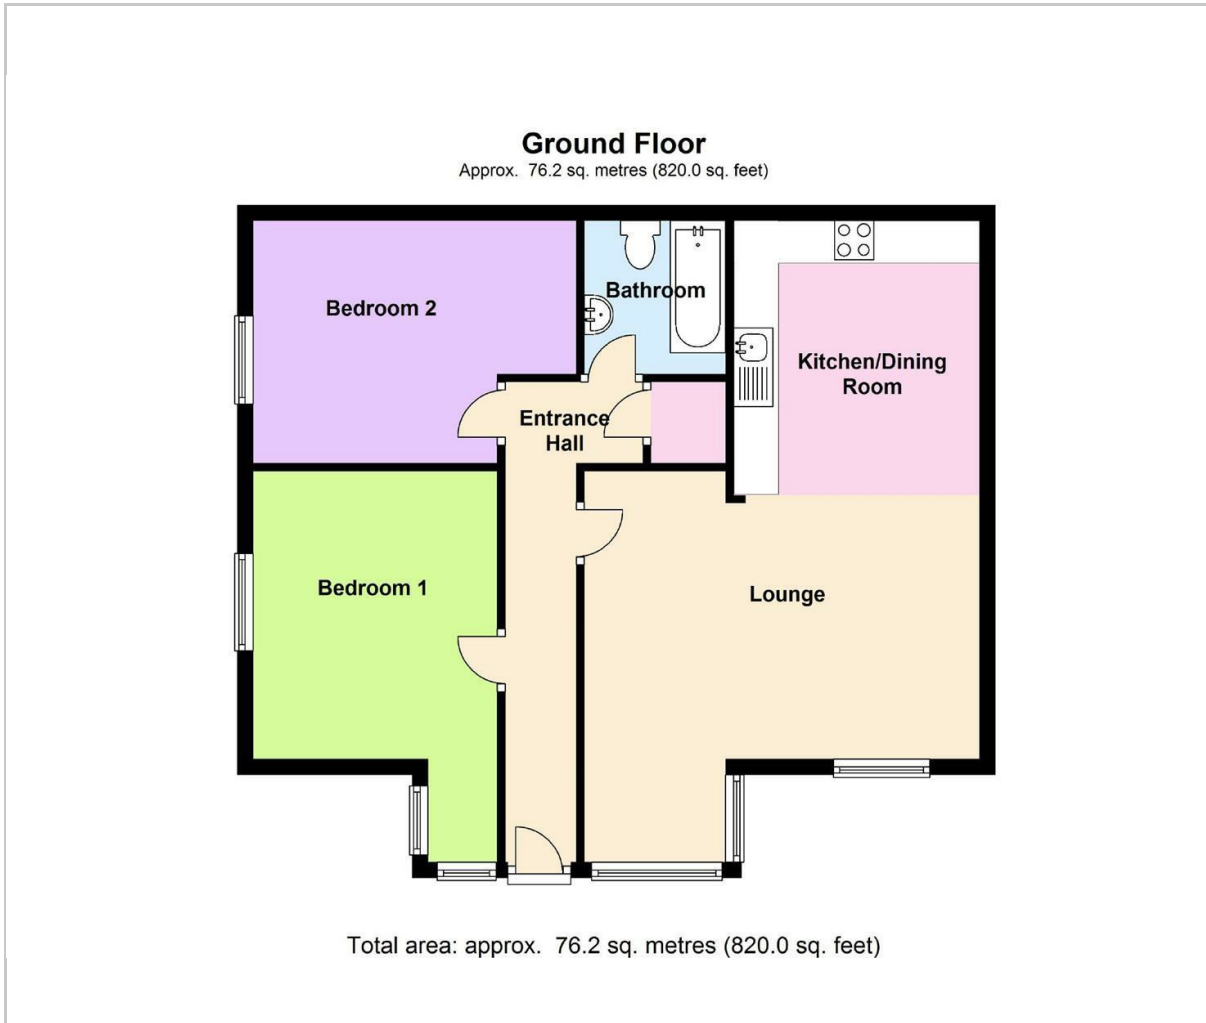 Ground Floor
Approx. 76.2 sq. metres (820.0 sq. feet)
Bedroom 2
Bathroom
Kitchen/Dining
Room
Entrance
Hall
Bedroom 1
Lounge
Total area: approx. 76.2 sq. metres (820.0 sq. feet)